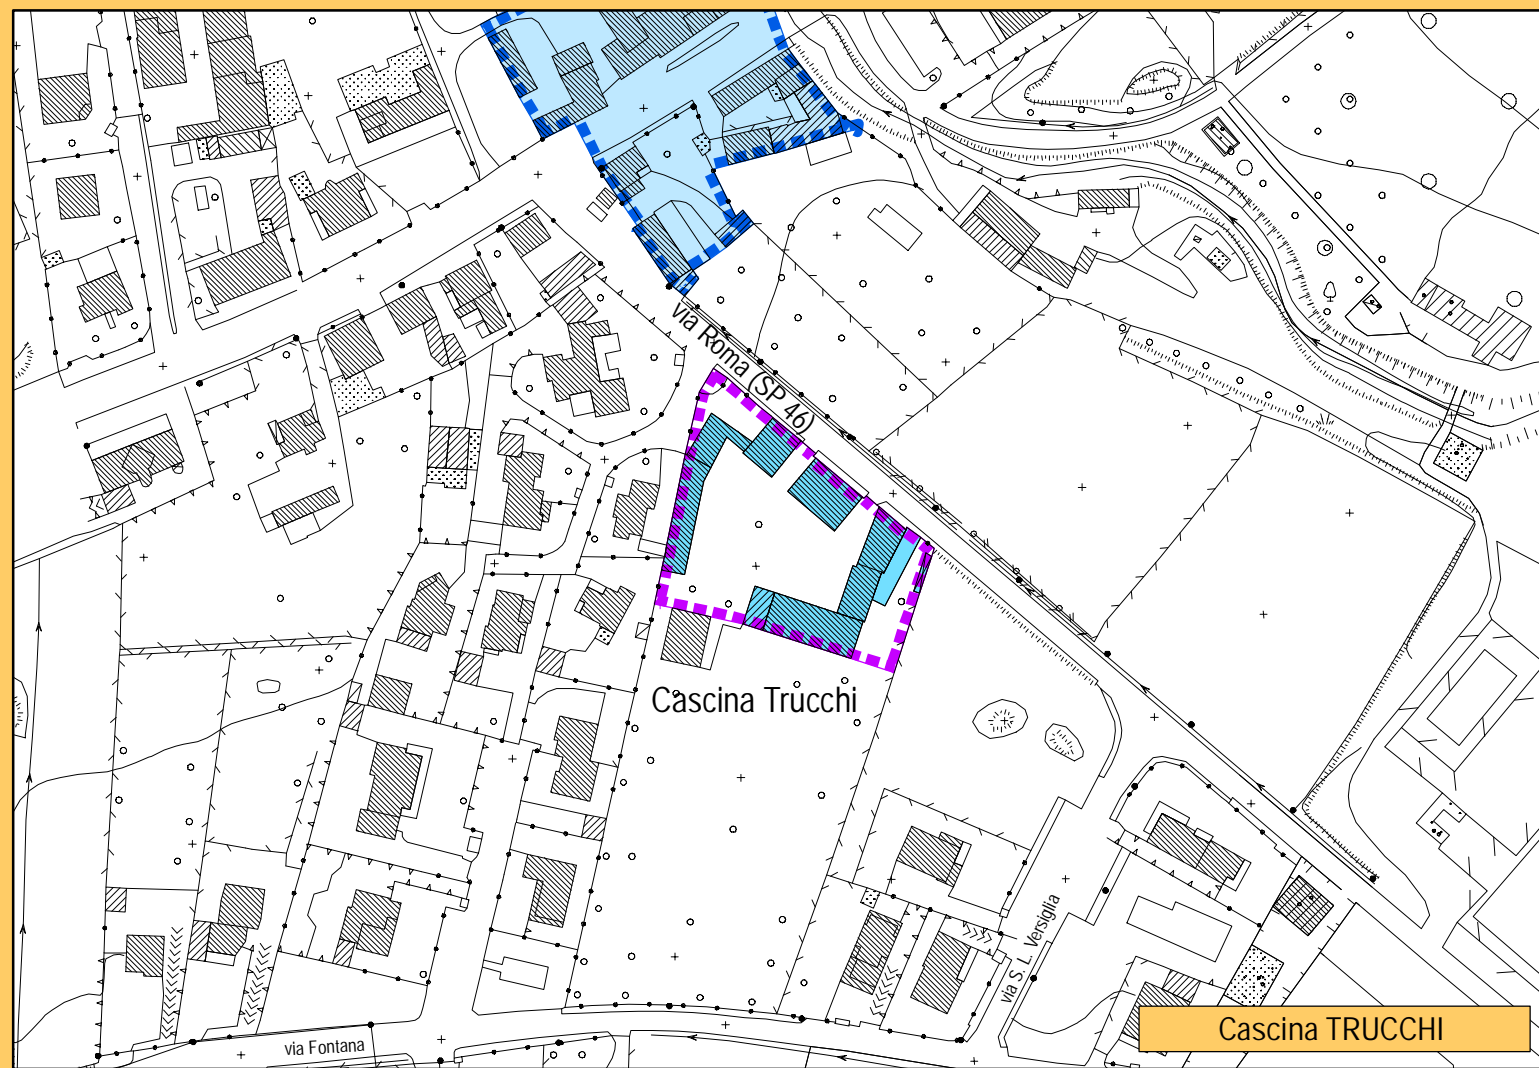 via Roma (SP 46)
Cascina Trucchi
via S. L. Versiglia
via Fontana
Cascina TRUCCHI